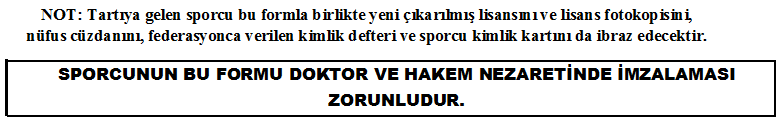 NOT: Tartıya gelen sporcu bu formla birlikte yeni çıkarılmış lisansını ve lisans fotokopisini,
nüfus cüzdanını, federasyonca verilen kimlik defteri ve sporcu kimlik kartını da ibraz edecektir.
SPORCUNUN BU FORMU DOKTOR VE HAKEM NEZARETİNDE İMZALAMASI
ZORUNLUDUR.